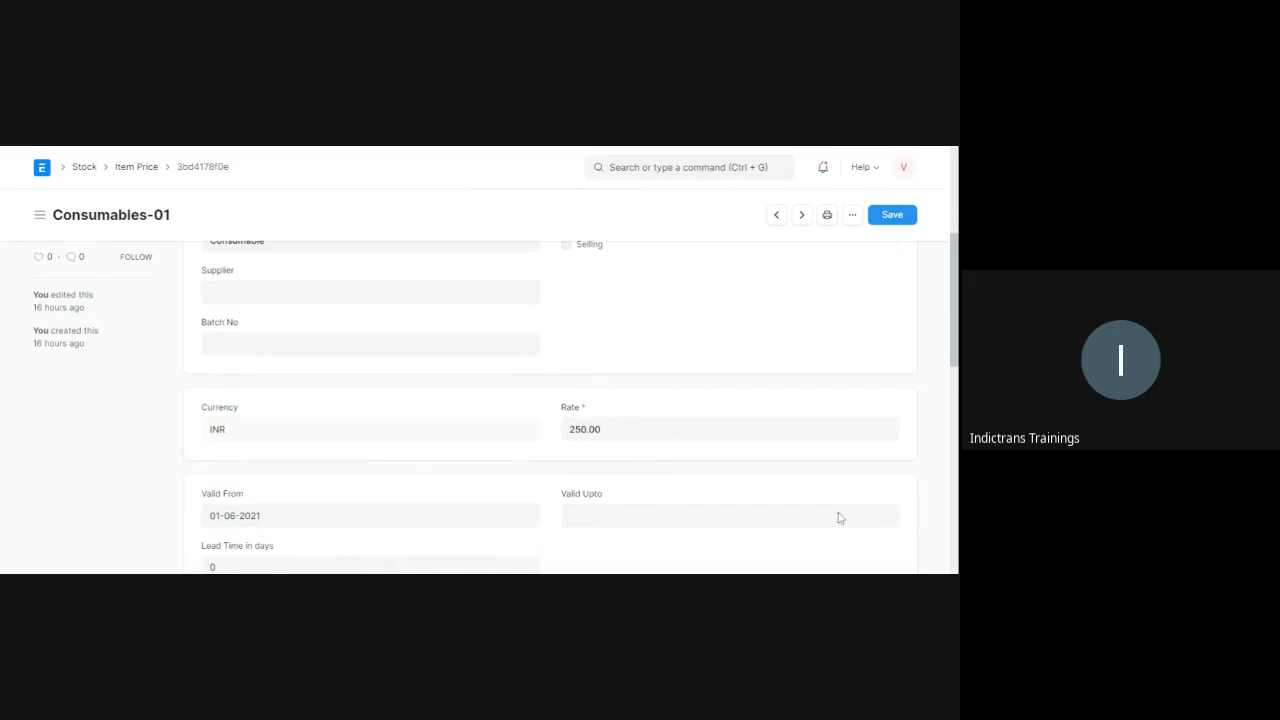 E > Stock > Item Price > 3bd4178f0e
Search or type a command (Ctrl + G)
Help
V
Consumables-01
Save
0 · 0 FOLLOW
You edited this
16 hours ago
You created this
16 hours ago
Consumable
Selling
Supplier
Batch No
Currency
INR
Rate *
250.00
Valid From
01-06-2021
Valid Upto
Lead Time in days
0
I
Indictrans Trainings